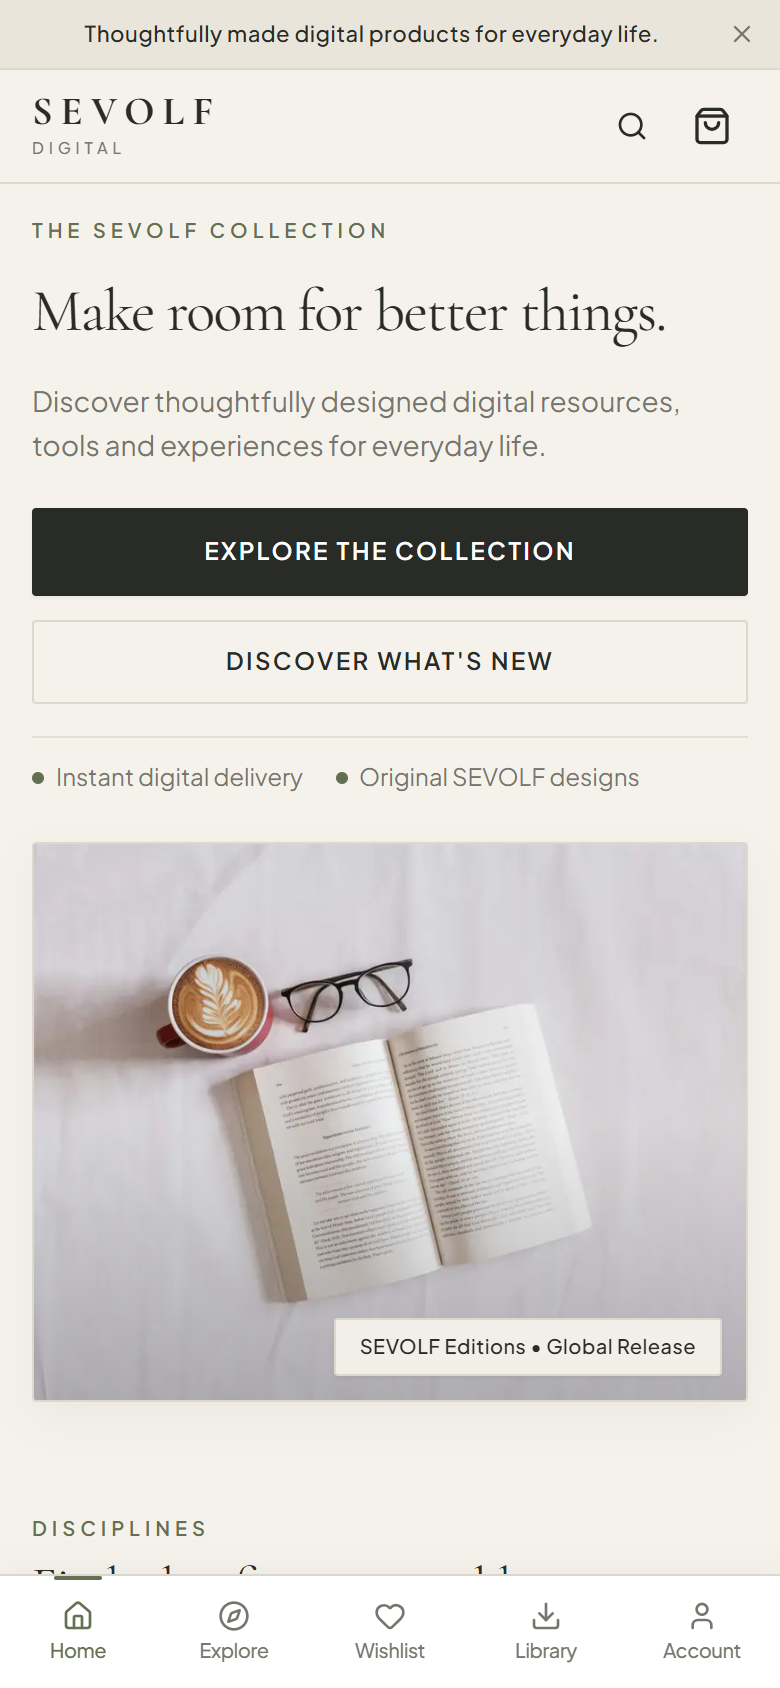 Thoughtfully made digital products for everyday life.
SEVOLF
DIGITAL
THE SEVOLF COLLECTION
Make room for better things.
Discover thoughtfully designed digital resources,
tools and experiences for everyday life.
EXPLORE THE COLLECTION
DISCOVER WHAT'S NEW
Instant digital delivery
Original SEVOLF designs
SEVOLF Editions • Global Release
DISCIPLINES
Home
Explore
Wishlist
Library
Account